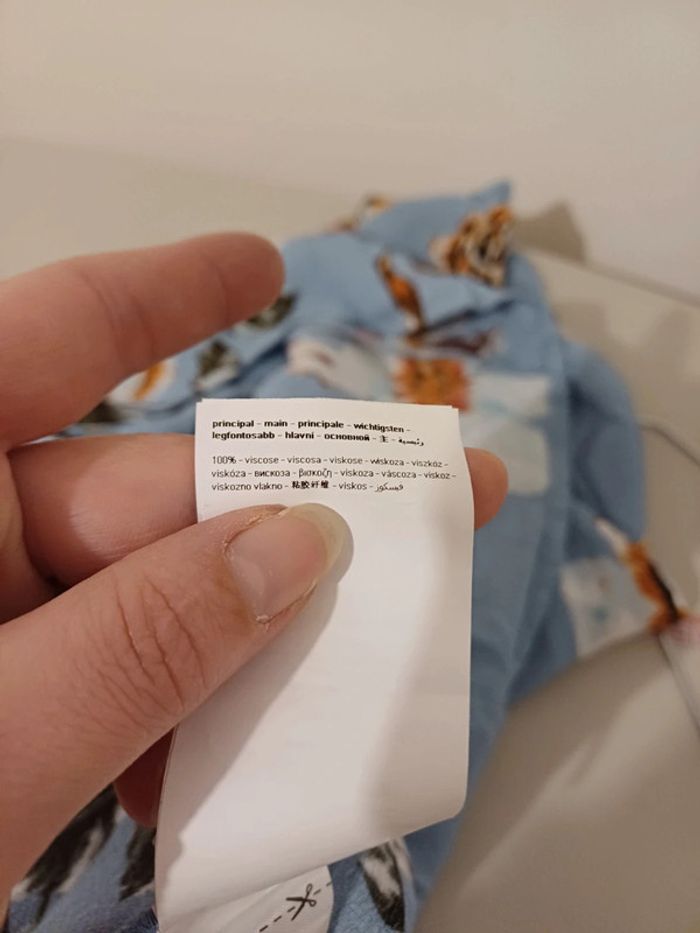 principal - main - principale - wichtigsten -
legfontosabb - hlavni - основной - 主 - رئيسية
100% - viscose - viscosa - viskose - wiskoza - viszkóz -
viskóza - вискоза - βισκοζη - viskoza - vâscoza - viskoz -
viskozno vlakno - 粘胶纤维 - viskos - فيسكوز